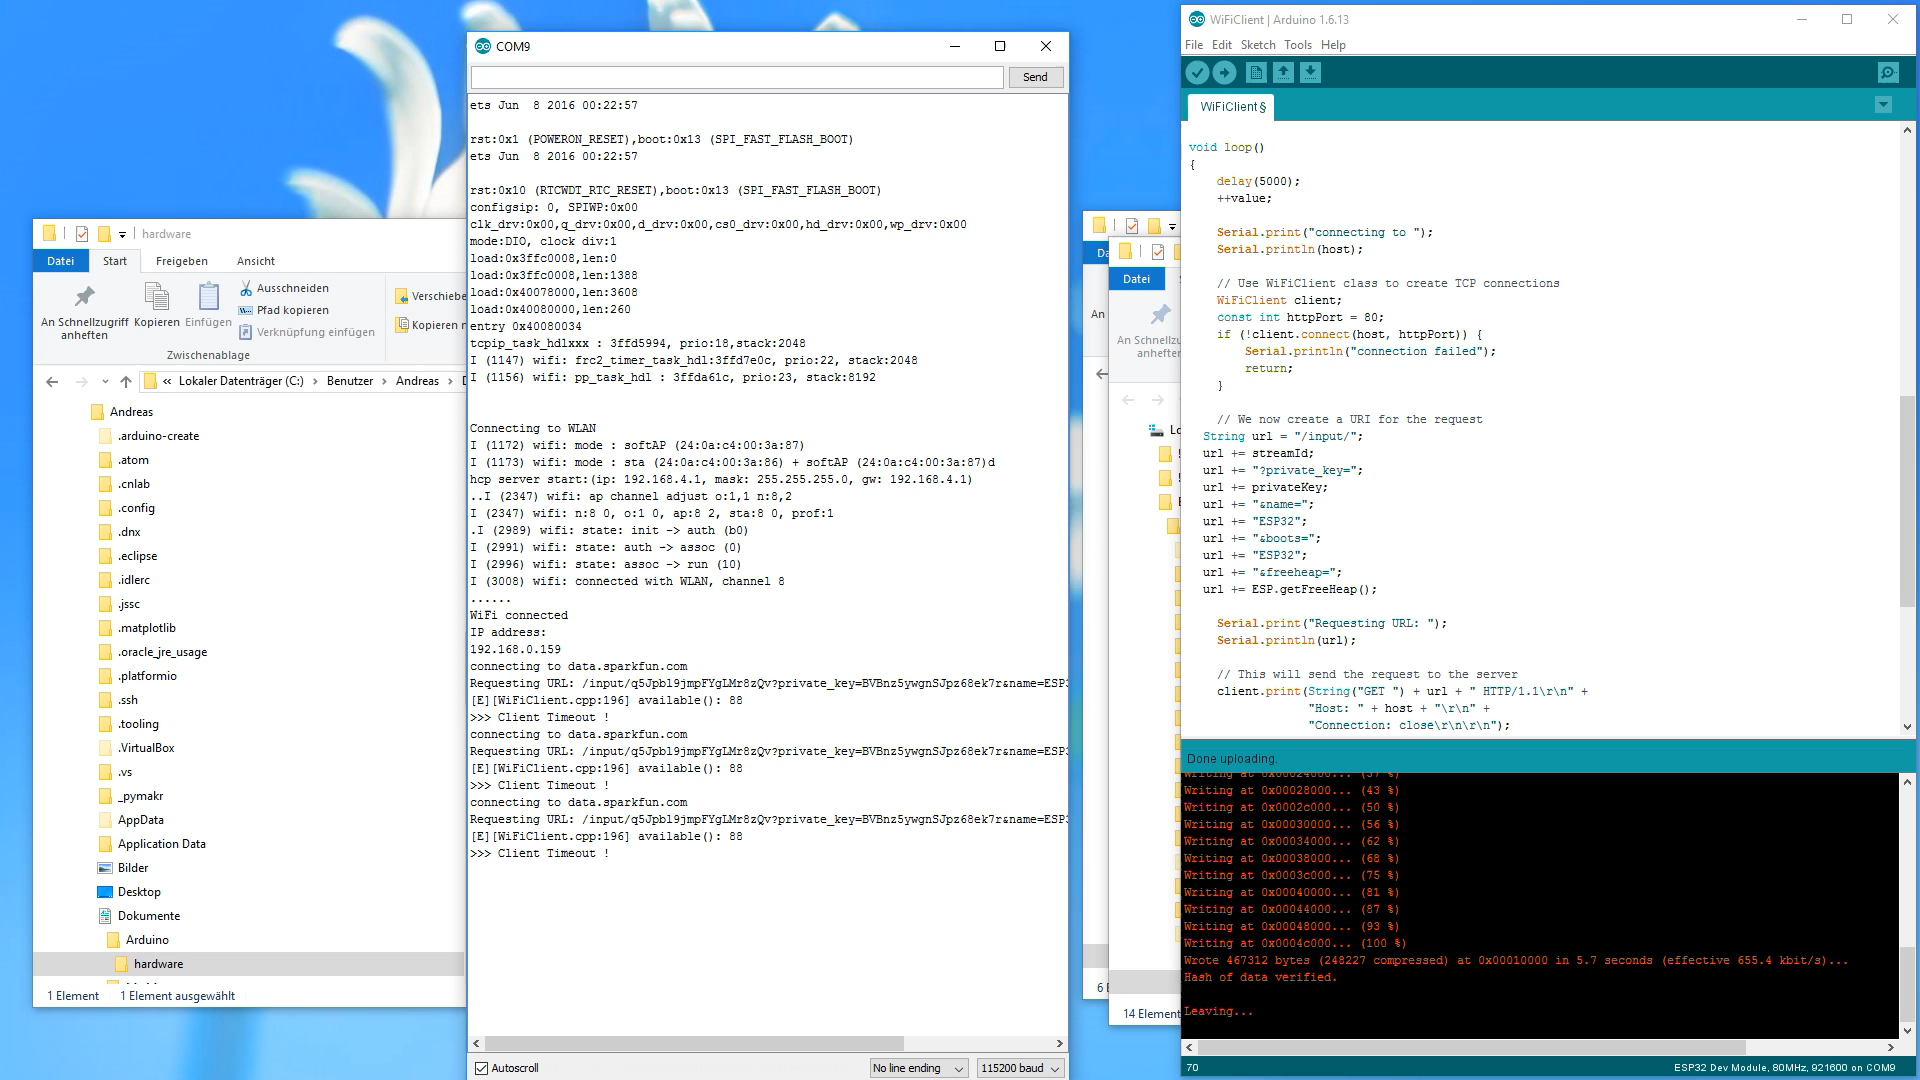 hardware
Datei Start Freigeben Ansicht
An Schnellzugriff anheften
Kopieren
Einfügen
Ausschneiden
Pfad kopieren
Verknüpfung einfügen
Zwischenablage
Verschiebe
Kopieren n
« Lokaler Datenträger (C:) › Benutzer › Andreas › D
Andreas
.arduino-create
.atom
.cnlab
.config
.dnx
.eclipse
.idlerc
.jssc
.matplotlib
.oracle_jre_usage
.platformio
.ssh
.tooling
.VirtualBox
.vs
_pymakr
AppData
Application Data
Bilder
Desktop
Dokumente
Arduino
hardware
1 Element 1 Element ausgewählt
COM9
Send
ets Jun  8 2016 00:22:57
rst:0x1 (POWERON_RESET),boot:0x13 (SPI_FAST_FLASH_BOOT)
ets Jun  8 2016 00:22:57
rst:0x10 (RTCWDT_RTC_RESET),boot:0x13 (SPI_FAST_FLASH_BOOT)
configsip: 0, SPIWP:0x00
clk_drv:0x00,q_drv:0x00,d_drv:0x00,cs0_drv:0x00,hd_drv:0x00,wp_drv:0x00
mode:DIO, clock div:1
load:0x3ffc0008,len:0
load:0x3ffc0008,len:1388
load:0x40078000,len:3608
load:0x40080000,len:260
entry 0x40080034
tcpip_task_hdlxxx : 3ffd5994, prio:18,stack:2048
I (1147) wifi: frc2_timer_task_hdl:3ffd7e0c, prio:22, stack:2048
I (1156) wifi: pp_task_hdl : 3ffda61c, prio:23, stack:8192
Connecting to WLAN
I (1172) wifi: mode : softAP (24:0a:c4:00:3a:87)
I (1173) wifi: mode : sta (24:0a:c4:00:3a:86) + softAP (24:0a:c4:00:3a:87)d
hcp server start:(ip: 192.168.4.1, mask: 255.255.255.0, gw: 192.168.4.1)
..I (2347) wifi: ap channel adjust o:1,1 n:8,2
I (2347) wifi: n:8 0, o:1 0, ap:8 2, sta:8 0, prof:1
.I (2989) wifi: state: init -> auth (b0)
I (2991) wifi: state: auth -> assoc (0)
I (2996) wifi: state: assoc -> run (10)
I (3008) wifi: connected with WLAN, channel 8
......
WiFi connected
IP address:
192.168.0.159
connecting to data.sparkfun.com
Requesting URL: /input/q5Jpbl9jmpFYgLMr8zQv?private_key=BVBnz5ywgnSJpz68ek7r&name=ESP3
[E][WiFiClient.cpp:196] available(): 88
>>> Client Timeout !
connecting to data.sparkfun.com
Requesting URL: /input/q5Jpbl9jmpFYgLMr8zQv?private_key=BVBnz5ywgnSJpz68ek7r&name=ESP3
[E][WiFiClient.cpp:196] available(): 88
>>> Client Timeout !
connecting to data.sparkfun.com
Requesting URL: /input/q5Jpbl9jmpFYgLMr8zQv?private_key=BVBnz5ywgnSJpz68ek7r&name=ESP3
[E][WiFiClient.cpp:196] available(): 88
>>> Client Timeout !
Autoscroll
No line ending
115200 baud
Da
An
6 E
Datei
An Schnellzug
anhefter
Lo
14 Element
WiFiClient | Arduino 1.6.13
File Edit Sketch Tools Help
WiFiClient §
void loop()
{
delay(5000);
++value;
Serial.print("connecting to ");
Serial.println(host);
// Use WiFiClient class to create TCP connections
WiFiClient client;
const int httpPort = 80;
if (!client.connect(host, httpPort)) {
Serial.println("connection failed");
return;
}
// We now create a URI for the request
String url = "/input/";
url += streamId;
url += "?private_key=";
url += privateKey;
url += "&name=";
url += "ESP32";
url += "&boots=";
url += "ESP32";
url += "&freeheap=";
url += ESP.getFreeHeap();
Serial.print("Requesting URL: ");
Serial.println(url);
// This will send the request to the server
client.print(String("GET ") + url + " HTTP/1.1\r\n" +
"Host: " + host + "\r\n" +
"Connection: close\r\n\r\n");
Done uploading.
Writing at 0x00024000... (37 %)
Writing at 0x00028000... (43 %)
Writing at 0x0002c000... (50 %)
Writing at 0x00030000... (56 %)
Writing at 0x00034000... (62 %)
Writing at 0x00038000... (68 %)
Writing at 0x0003c000... (75 %)
Writing at 0x00040000... (81 %)
Writing at 0x00044000... (87 %)
Writing at 0x00048000... (93 %)
Writing at 0x0004c000... (100 %)
Wrote 467312 bytes (248227 compressed) at 0x00010000 in 5.7 seconds (effective 655.4 kbit/s)...
Hash of data verified.
Leaving...
70
ESP32 Dev Module, 80MHz, 921600 on COM9